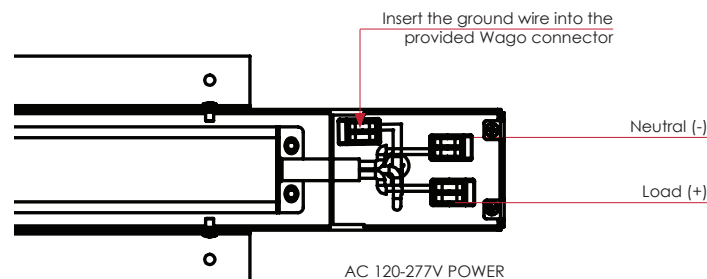 Insert the ground wire into the
provided Wago connector
Neutral (-)
Load (+)
AC 120-277V POWER